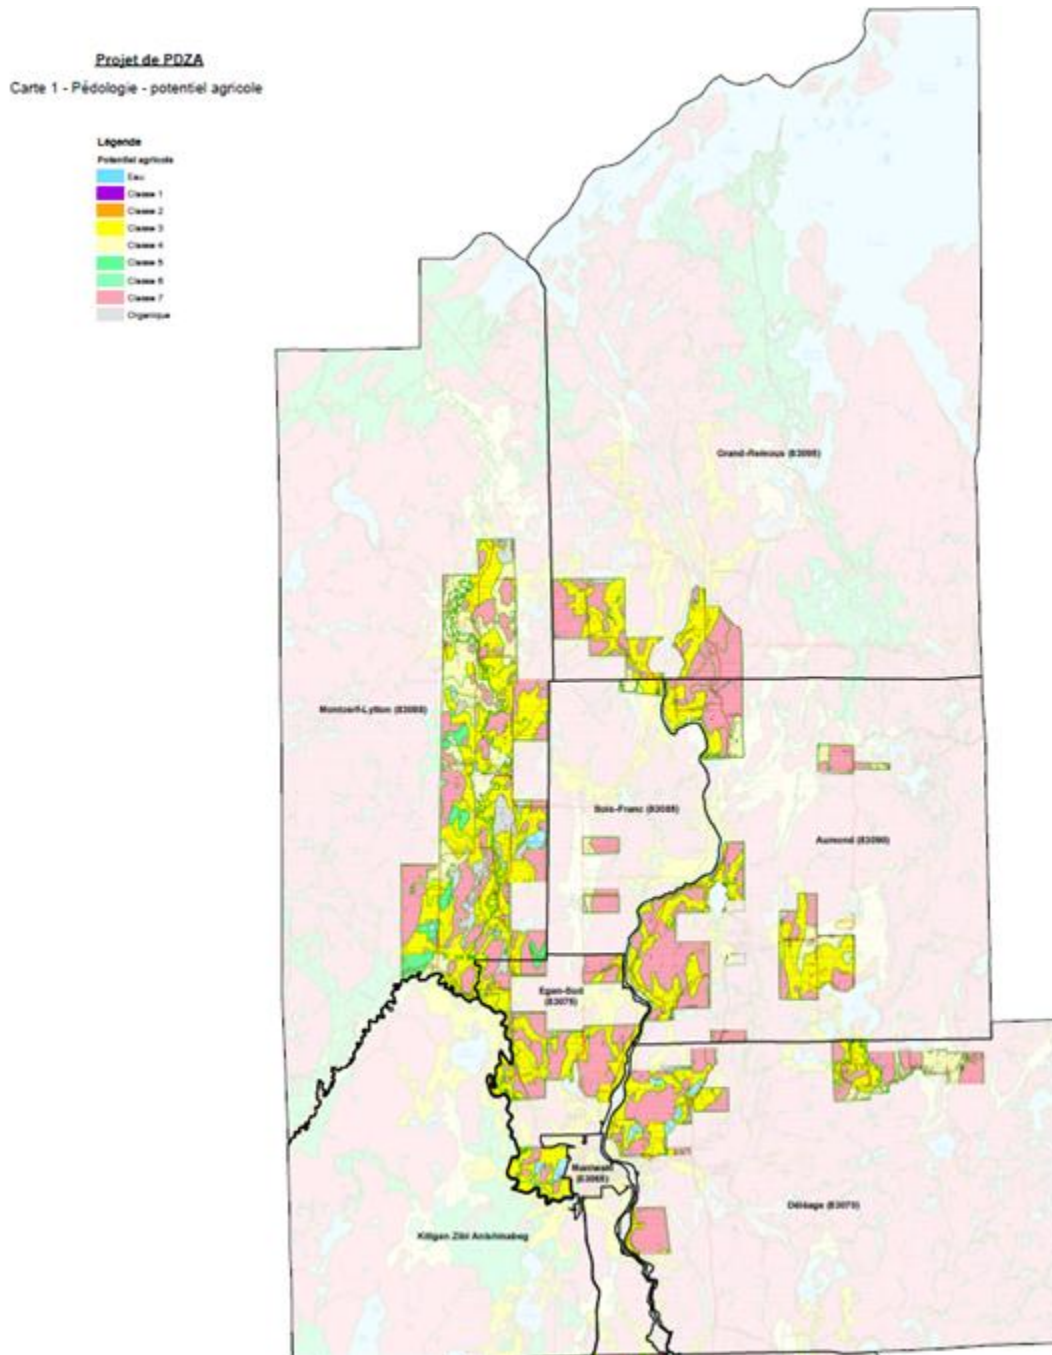 Projet de PDZA
Carte 1 - Pédologie - potentiel agricole
Légende
Potentiel agricole
Eau
Classe 1
Classe 2
Classe 3
Classe 4
Classe 5
Classe 6
Classe 7
Organique
Grand-Remous (83095)
Montcerf-Lytton (83088)
Bois-Franc (83085)
Aumond (83090)
Egan-Sud
(83075)
Maniwaki
(83065)
Déléage (83070)
Kitigan Zibi Anishinabeg